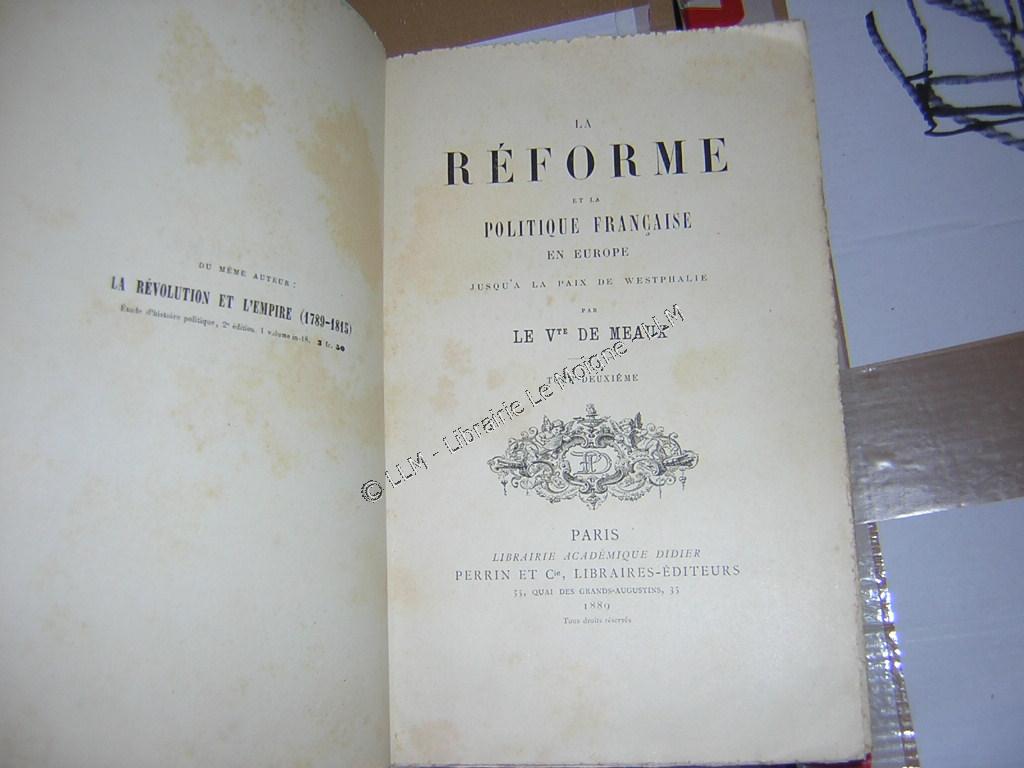 DU MÊME AUTEUR :
LA RÉVOLUTION ET L'EMPIRE (1789-1815)
Étude d'histoire politique, 2e édition. 1 volume in-18. 3 fr. 50
LA
RÉFORME
ET LA
POLITIQUE FRANÇAISE
EN EUROPE
JUSQU'A LA PAIX DE WESTPHALIE
PAR
LE Vte DE MEAUX
TOME DEUXIÈME
PARIS
LIBRAIRIE ACADÉMIQUE DIDIER
PERRIN ET Cie, LIBRAIRES-ÉDITEURS
35, QUAI DES GRANDS-AUGUSTINS, 35
1889
Tous droits réservés
© LLM - Librairie Le Moigne - LLM